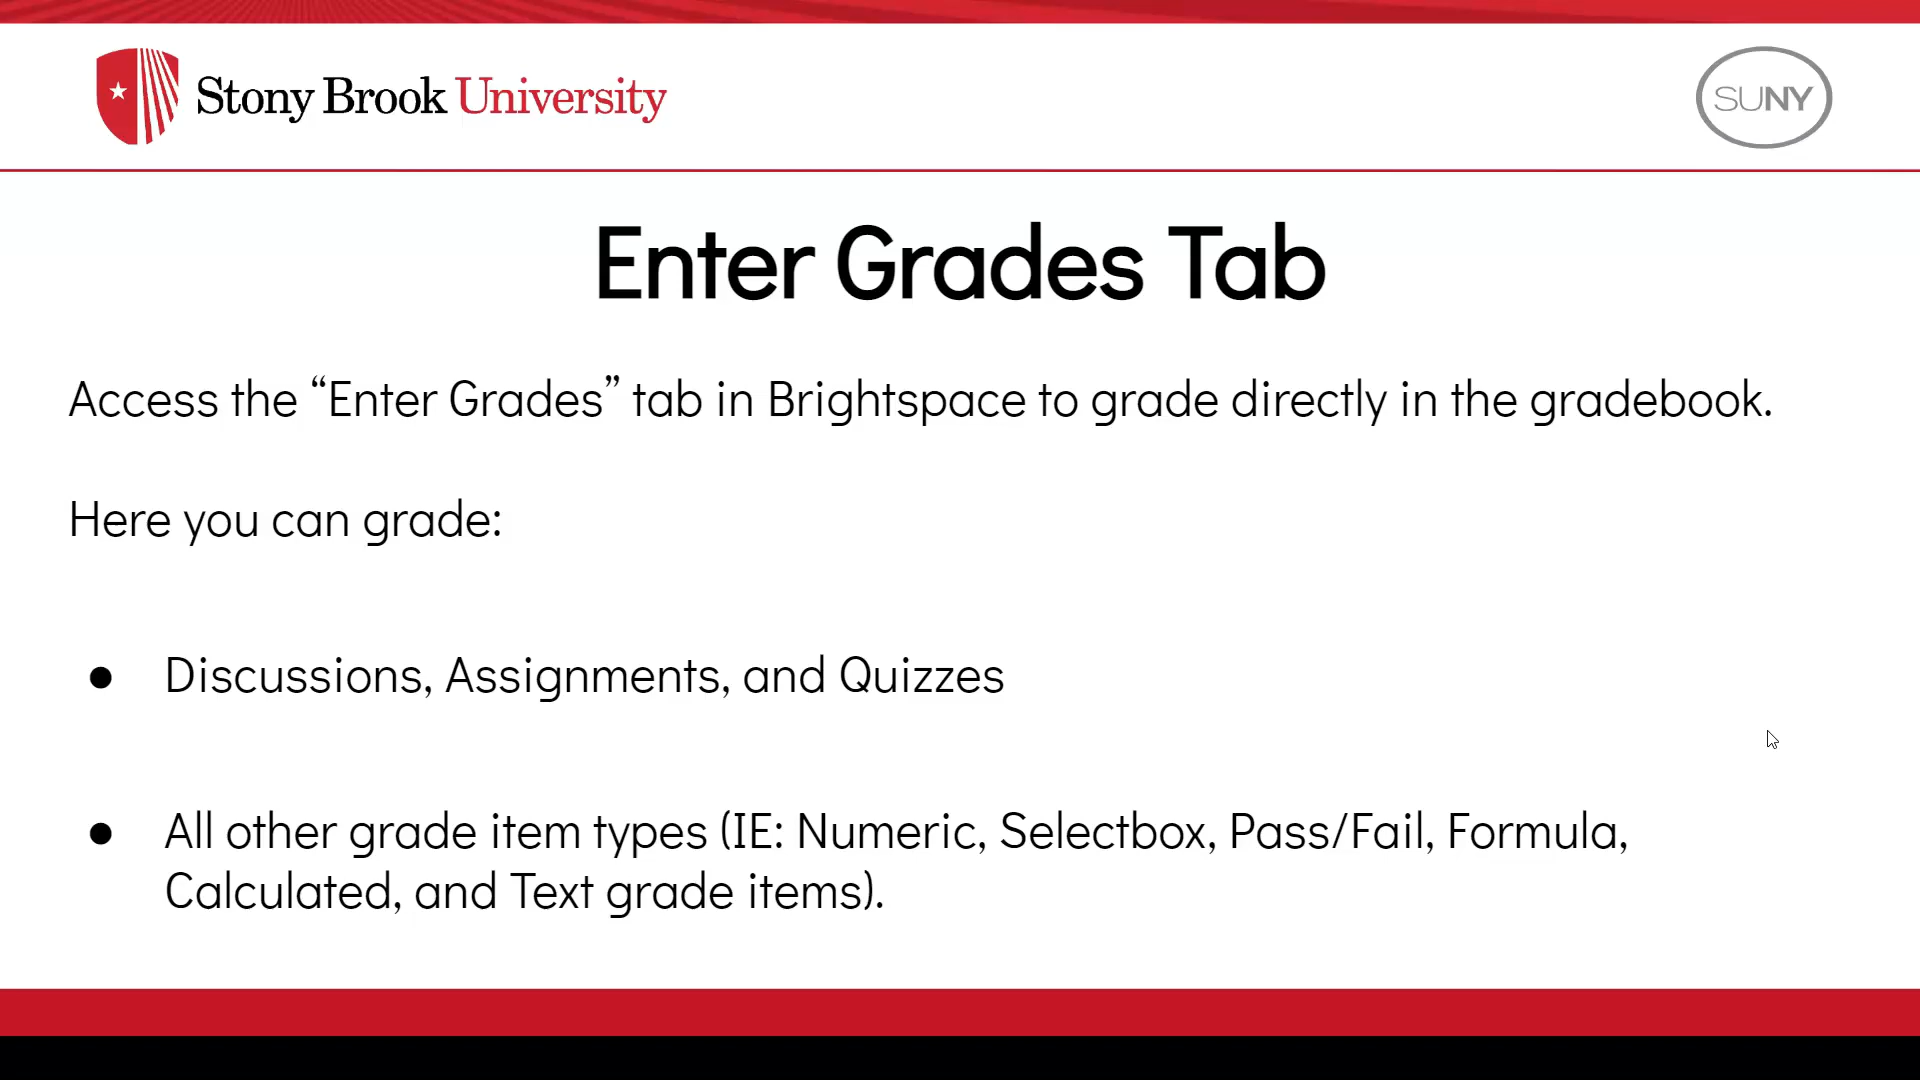 Stony Brook University
SUNY
Enter Grades Tab
Access the “Enter Grades” tab in Brightspace to grade directly in the gradebook.
Here you can grade:
● Discussions, Assignments, and Quizzes
● All other grade item types (IE: Numeric, Selectbox, Pass/Fail, Formula,
Calculated, and Text grade items).